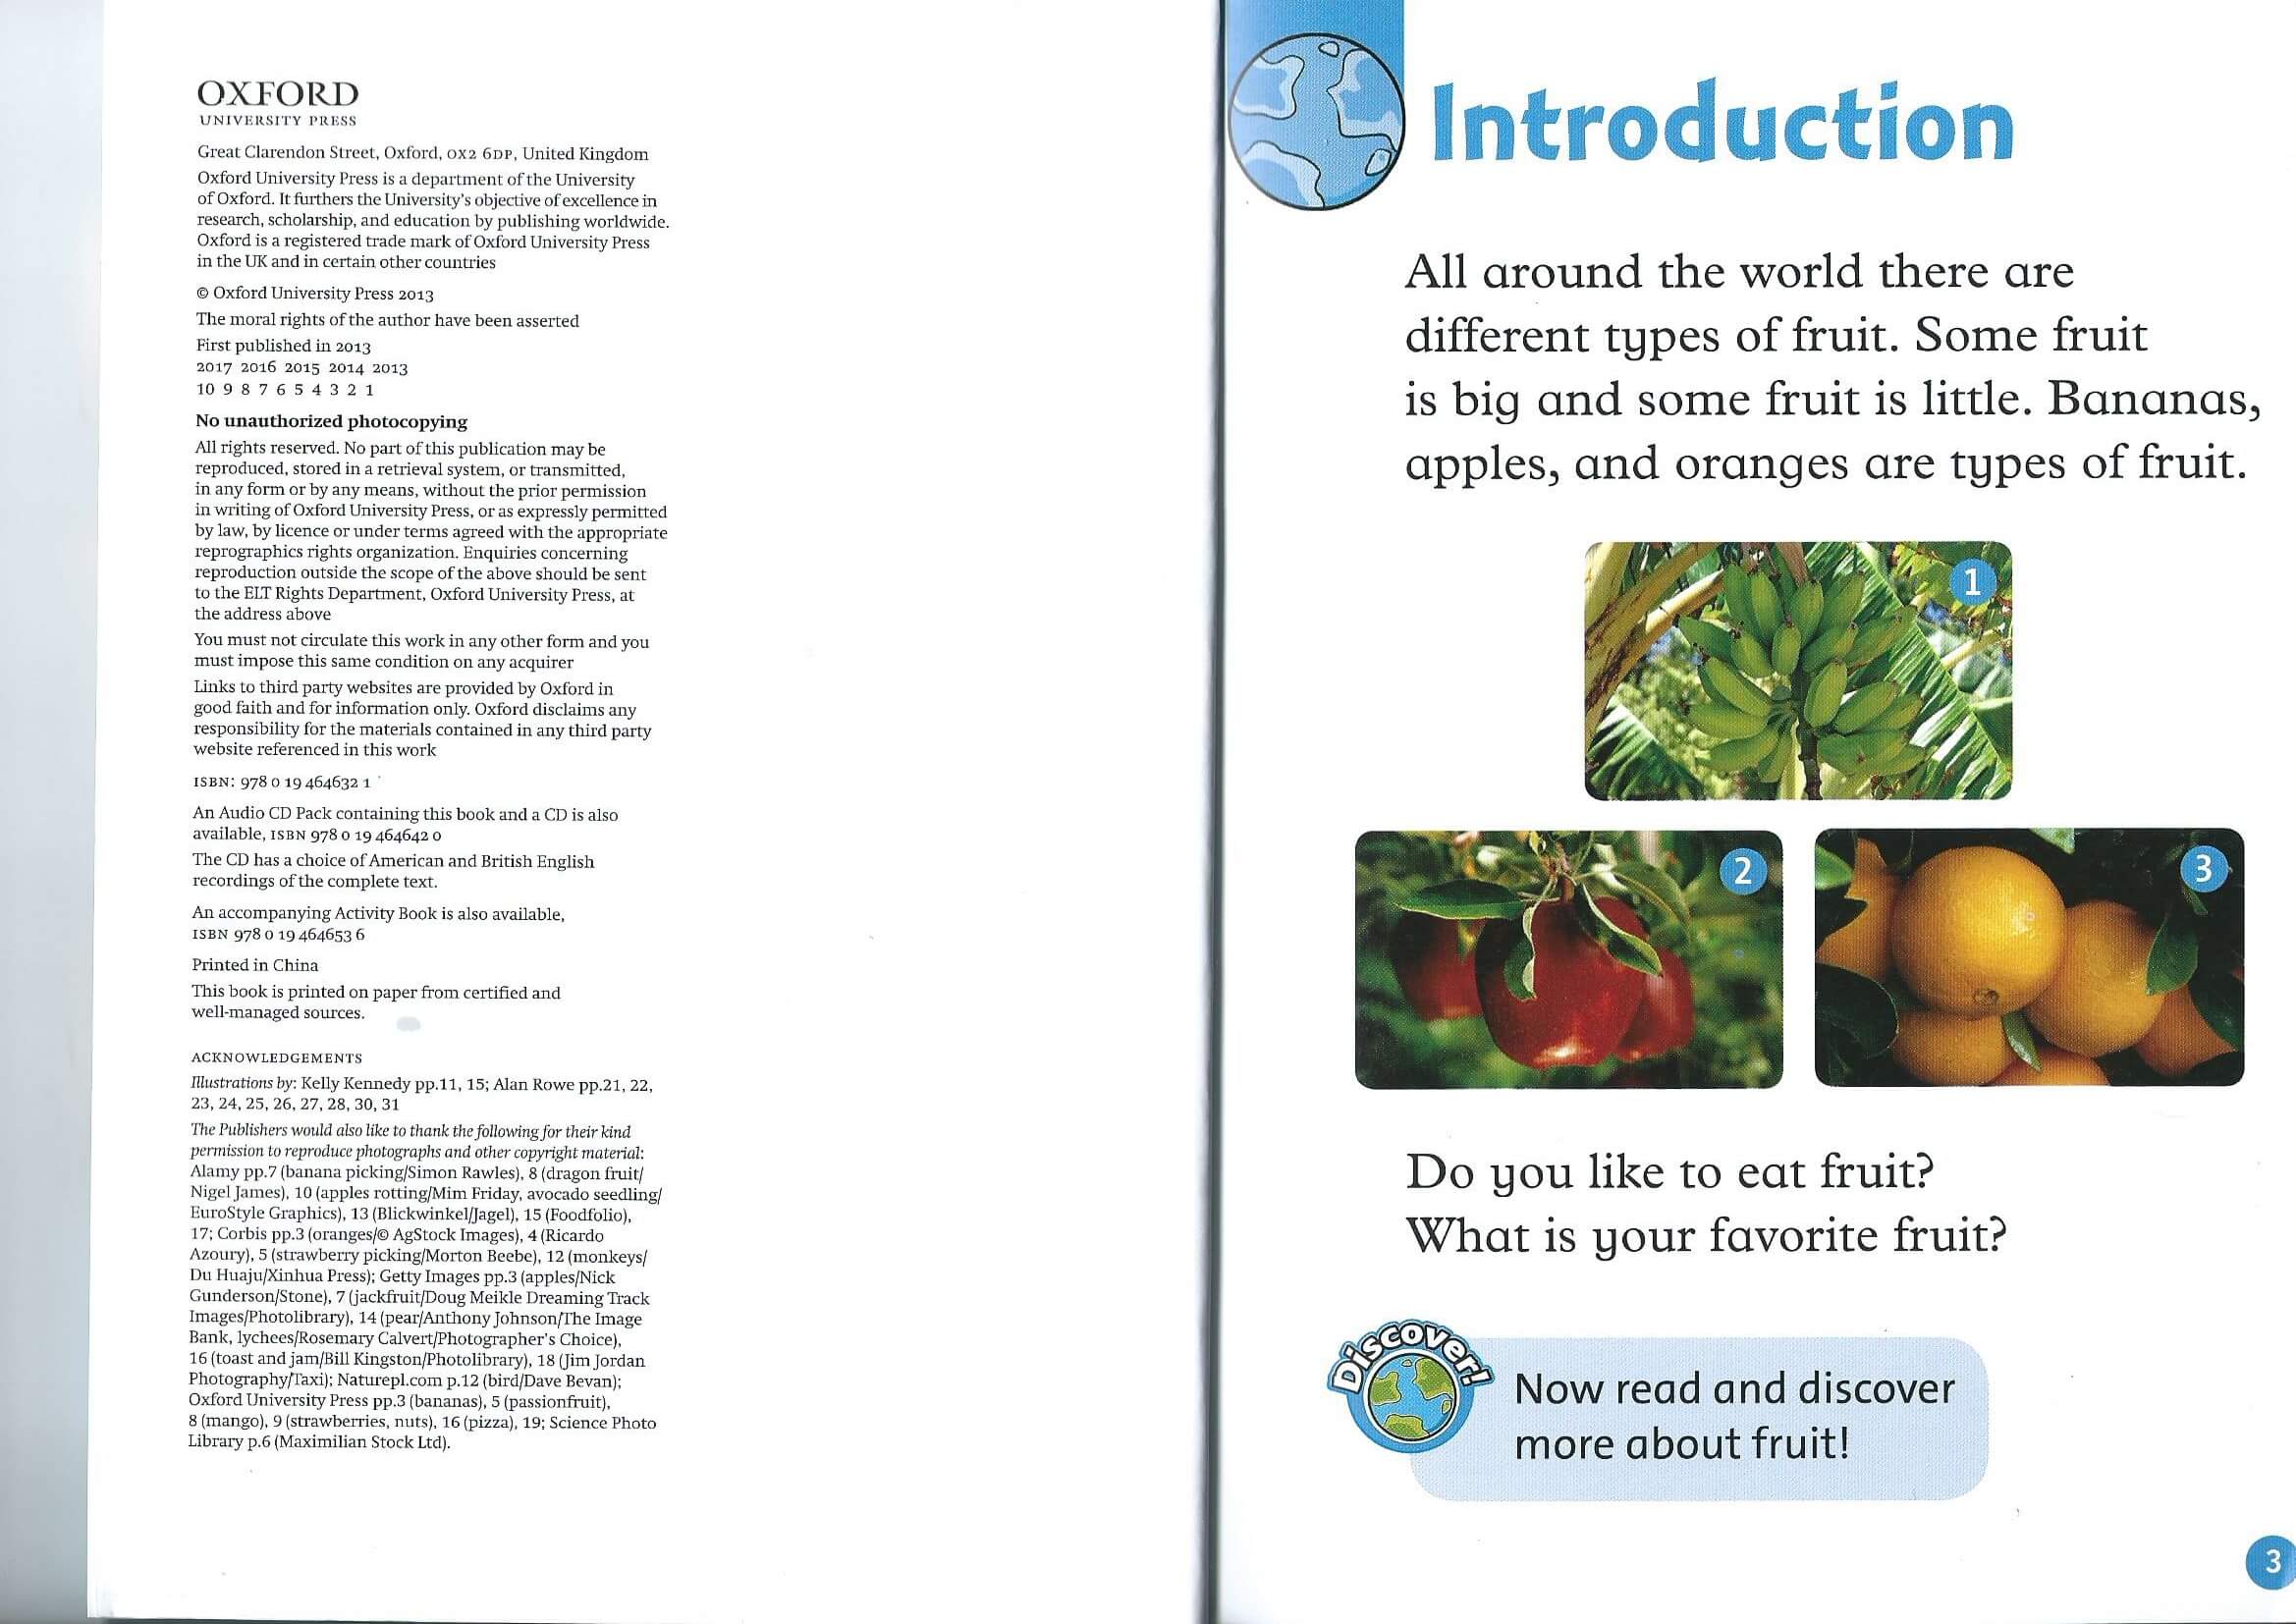 OXFORD
UNIVERSITY PRESS
Great Clarendon Street, Oxford, OX2 6DP, United Kingdom
Oxford University Press is a department of the University
of Oxford. It furthers the University's objective of excellence in
research, scholarship, and education by publishing worldwide.
Oxford is a registered trade mark of Oxford University Press
in the UK and in certain other countries
© Oxford University Press 2013
The moral rights of the author have been asserted
First published in 2013
2017 2016 2015 2014 2013
10 9 8 7 6 5 4 3 2 1
No unauthorized photocopying
All rights reserved. No part of this publication may be
reproduced, stored in a retrieval system, or transmitted,
in any form or by any means, without the prior permission
in writing of Oxford University Press, or as expressly permitted
by law, by licence or under terms agreed with the appropriate
reprographics rights organization. Enquiries concerning
reproduction outside the scope of the above should be sent
to the ELT Rights Department, Oxford University Press, at
the address above
You must not circulate this work in any other form and you
must impose this same condition on any acquirer
Links to third party websites are provided by Oxford in
good faith and for information only. Oxford disclaims any
responsibility for the materials contained in any third party
website referenced in this work
ISBN: 978 0 19 464632 1
An Audio CD Pack containing this book and a CD is also
available, ISBN 978 0 19 464642 0
The CD has a choice of American and British English
recordings of the complete text.
An accompanying Activity Book is also available,
ISBN 978 0 19 464653 6
Printed in China
This book is printed on paper from certified and
well-managed sources.
ACKNOWLEDGEMENTS
Illustrations by: Kelly Kennedy pp.11, 15; Alan Rowe pp.21, 22,
23, 24, 25, 26, 27, 28, 30, 31
The Publishers would also like to thank the following for their kind
permission to reproduce photographs and other copyright material:
Alamy pp.7 (banana picking/Simon Rawles), 8 (dragon fruit/
Nigel James), 10 (apples rotting/Mim Friday, avocado seedling/
EuroStyle Graphics), 13 (Blickwinkel/Jagel), 15 (Foodfolio),
17; Corbis pp.3 (oranges/© AgStock Images), 4 (Ricardo
Azoury), 5 (strawberry picking/Morton Beebe), 12 (monkeys/
Du Huaju/Xinhua Press); Getty Images pp.3 (apples/Nick
Gunderson/Stone), 7 (jackfruit/Doug Meikle Dreaming Track
Images/Photolibrary), 14 (pear/Anthony Johnson/The Image
Bank, lychees/Rosemary Calvert/Photographer's Choice),
16 (toast and jam/Bill Kingston/Photolibrary), 18 (Jim Jordan
Photography/Taxi); Naturepl.com p.12 (bird/Dave Bevan);
Oxford University Press pp.3 (bananas), 5 (passionfruit),
8 (mango), 9 (strawberries, nuts), 16 (pizza), 19; Science Photo
Library p.6 (Maximilian Stock Ltd).
Introduction
All around the world there are
different types of fruit. Some fruit
is big and some fruit is little. Bananas,
apples, and oranges are types of fruit.
1
2
3
Do you like to eat fruit?
What is your favorite fruit?
Discover!
Now read and discover
more about fruit!
3